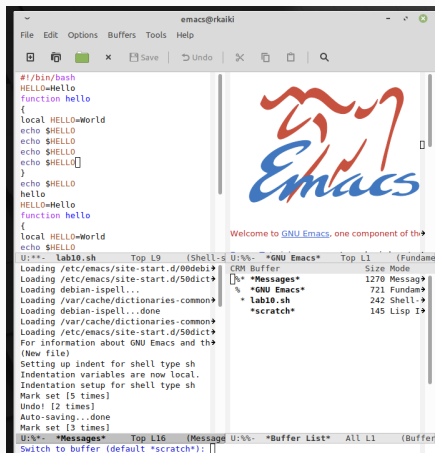 emacs@rkaiki
File Edit Options Buffers Tools Help
Save Undo
#!/bin/bash
HELLO=Hello
function hello
{
local HELLO=World
echo $HELLO
echo $HELLO
echo $HELLO
echo $HELLO
}
echo $HELLO
hello
HELLO=Hello
function hello
{
local HELLO=World
echo $HELLO
U:**- lab10.sh Top L9 (Shell-s
Emacs
Welcome to GNU Emacs, one component of th
U:%%- *GNU Emacs* Top L1 (Fundame
Loading /etc/emacs/site-start.d/00debi
Loading /etc/emacs/site-start.d/50dict
Loading debian-ispell...
Loading /var/cache/dictionaries-common
Loading debian-ispell...done
Loading /var/cache/dictionaries-common
Loading /etc/emacs/site-start.d/50dict
For information about GNU Emacs and th
(New file)
Setting up indent for shell type sh
Indentation variables are now local.
Indentation setup for shell type sh
Mark set [5 times]
Undo! [2 times]
Auto-saving...done
Mark set [3 times]
U:%*- *Messages* Top L16 (Message
CRM Buffer Size Mode
%* *Messages* 1270 Messag
% *GNU Emacs* 721 Fundam
* lab10.sh 242 Shell-
*scratch* 145 Lisp I
U:%%- *Buffer List* All L1 (Buffer
Switch to buffer (default *scratch*):